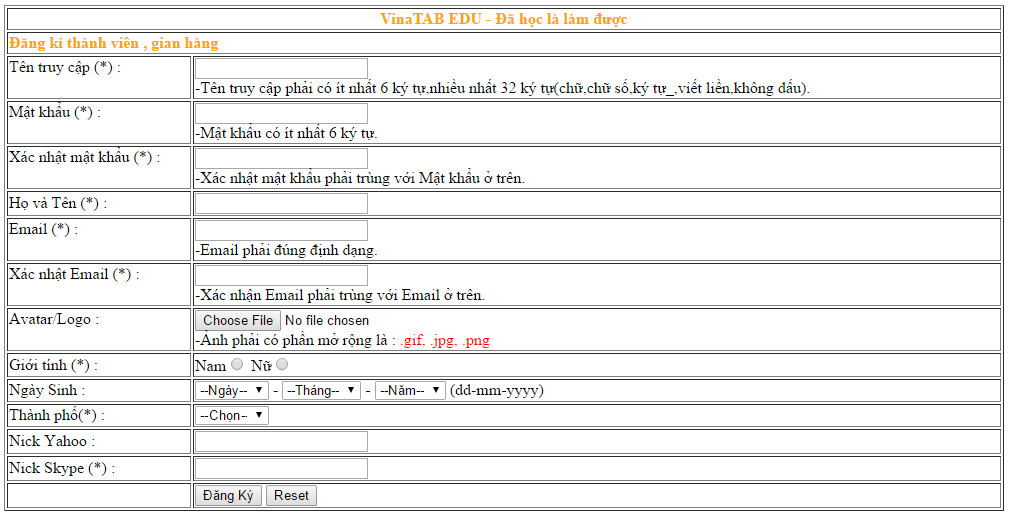 VinaTAB EDU - Đã học là làm được
Đăng kí thành viên , gian hàng
Tên truy cập (*) :
-Tên truy cập phải có ít nhất 6 ký tự,nhiều nhất 32 ký tự(chữ,chữ số,ký tự_,viết liền,không dấu).
Mật khẩu (*) :
-Mật khẩu có ít nhất 6 ký tự.
Xác nhật mật khẩu (*) :
-Xác nhật mật khẩu phải trùng với Mật khẩu ở trên.
Họ và Tên (*) :
Email (*) :
-Email phải đúng định dạng.
Xác nhật Email (*) :
-Xác nhận Email phải trùng với Email ở trên.
Avatar/Logo :
Choose File No file chosen
-Ảnh phải có phần mở rộng là : .gif, .jpg, .png
Giới tính (*) : Nam Nữ
Ngày Sinh : --Ngày-- - --Tháng-- - --Năm-- (dd-mm-yyyy)
Thành phố(*) : --Chọn--
Nick Yahoo :
Nick Skype (*) :
Đăng Ký Reset